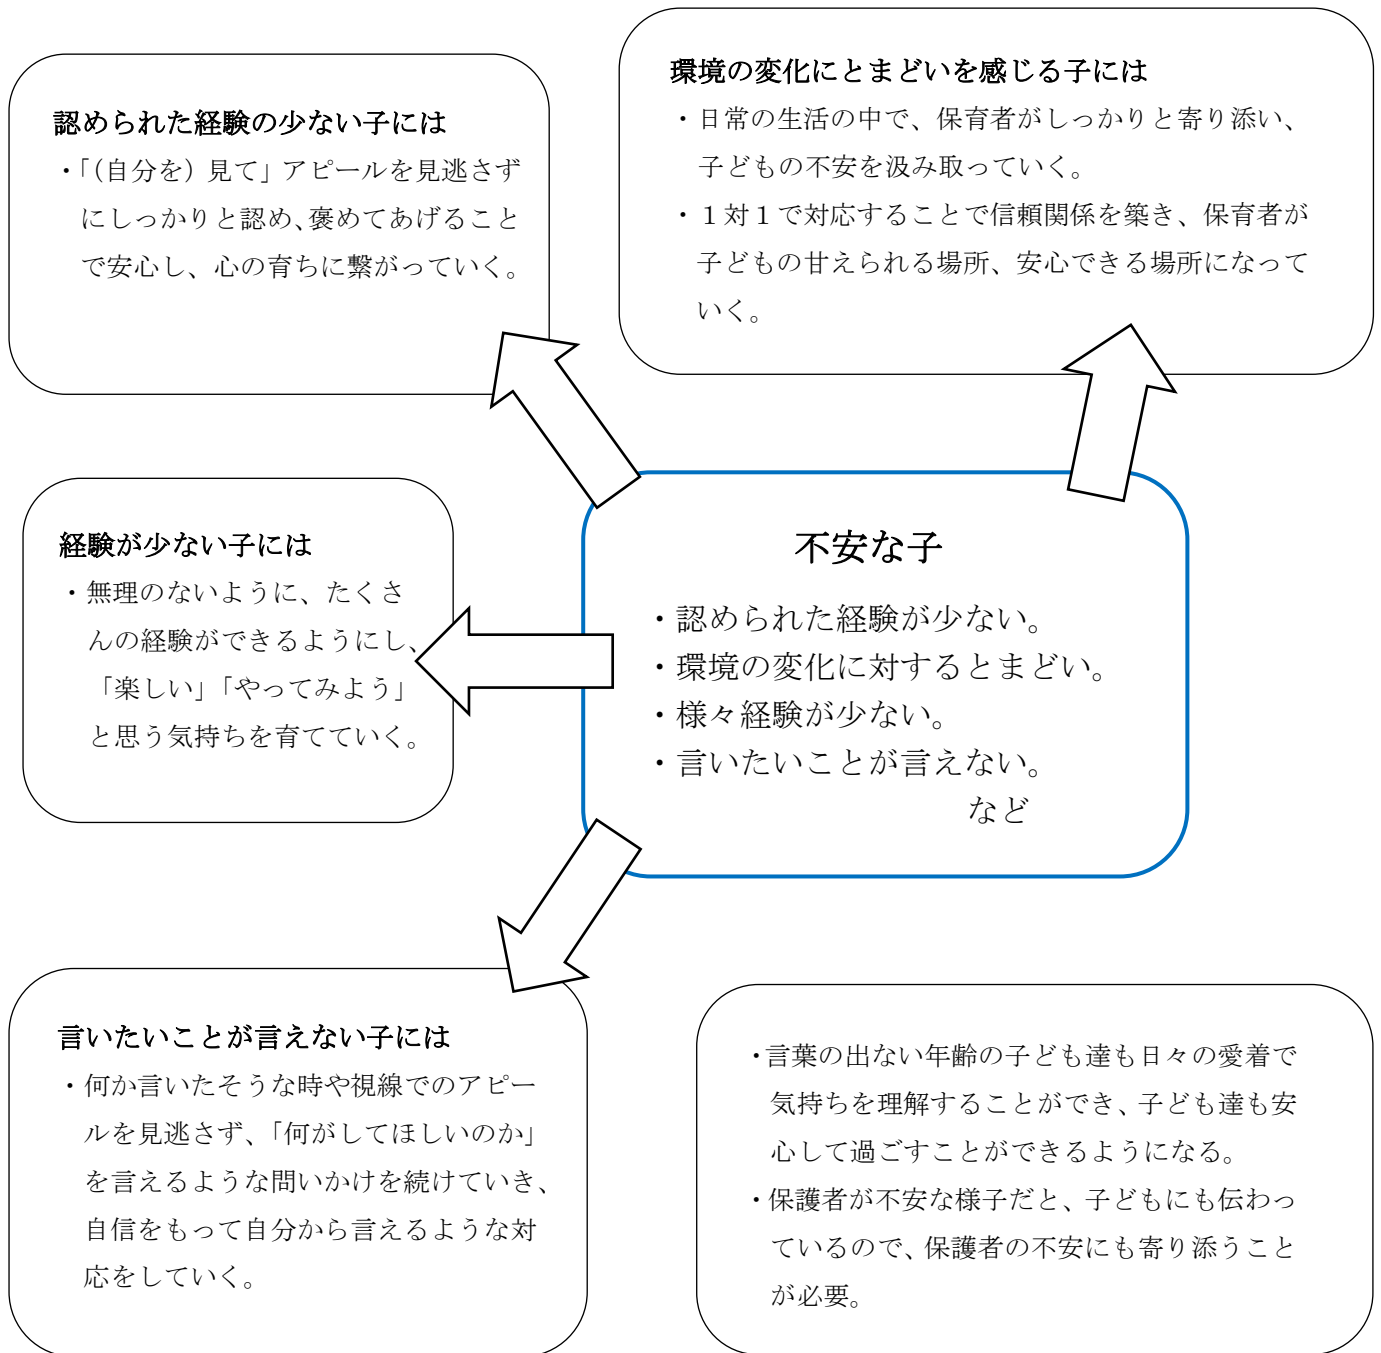 認められた経験の少ない子には
・「(自分を）見て」アピールを見逃さず
にしっかりと認め、褒めてあげること
で安心し、心の育ちに繋がっていく。
環境の変化にとまどいを感じる子には
・日常の生活の中で、保育者がしっかりと寄り添い、
子どもの不安を汲み取っていく。
・１対１で対応することで信頼関係を築き、保育者が
子どもの甘えられる場所、安心できる場所になって
いく。
経験が少ない子には
・無理のないように、たくさ
んの経験ができるようにし、
「楽しい」「やってみよう」
と思う気持ちを育てていく。
不安な子
・認められた経験が少ない。
・環境の変化に対するとまどい。
・様々経験が少ない。
・言いたいことが言えない。
など
言いたいことが言えない子には
・何か言いたそうな時や視線でのアピー
ルを見逃さず、「何がしてほしいのか」
を言えるような問いかけを続けていき、
自信をもって自分から言えるような対
応をしていく。
・言葉の出ない年齢の子ども達も日々の愛着で
気持ちを理解することができ、子ども達も安
心して過ごすことができるようになる。
・保護者が不安な様子だと、子どもにも伝わっ
ているので、保護者の不安にも寄り添うこと
が必要。